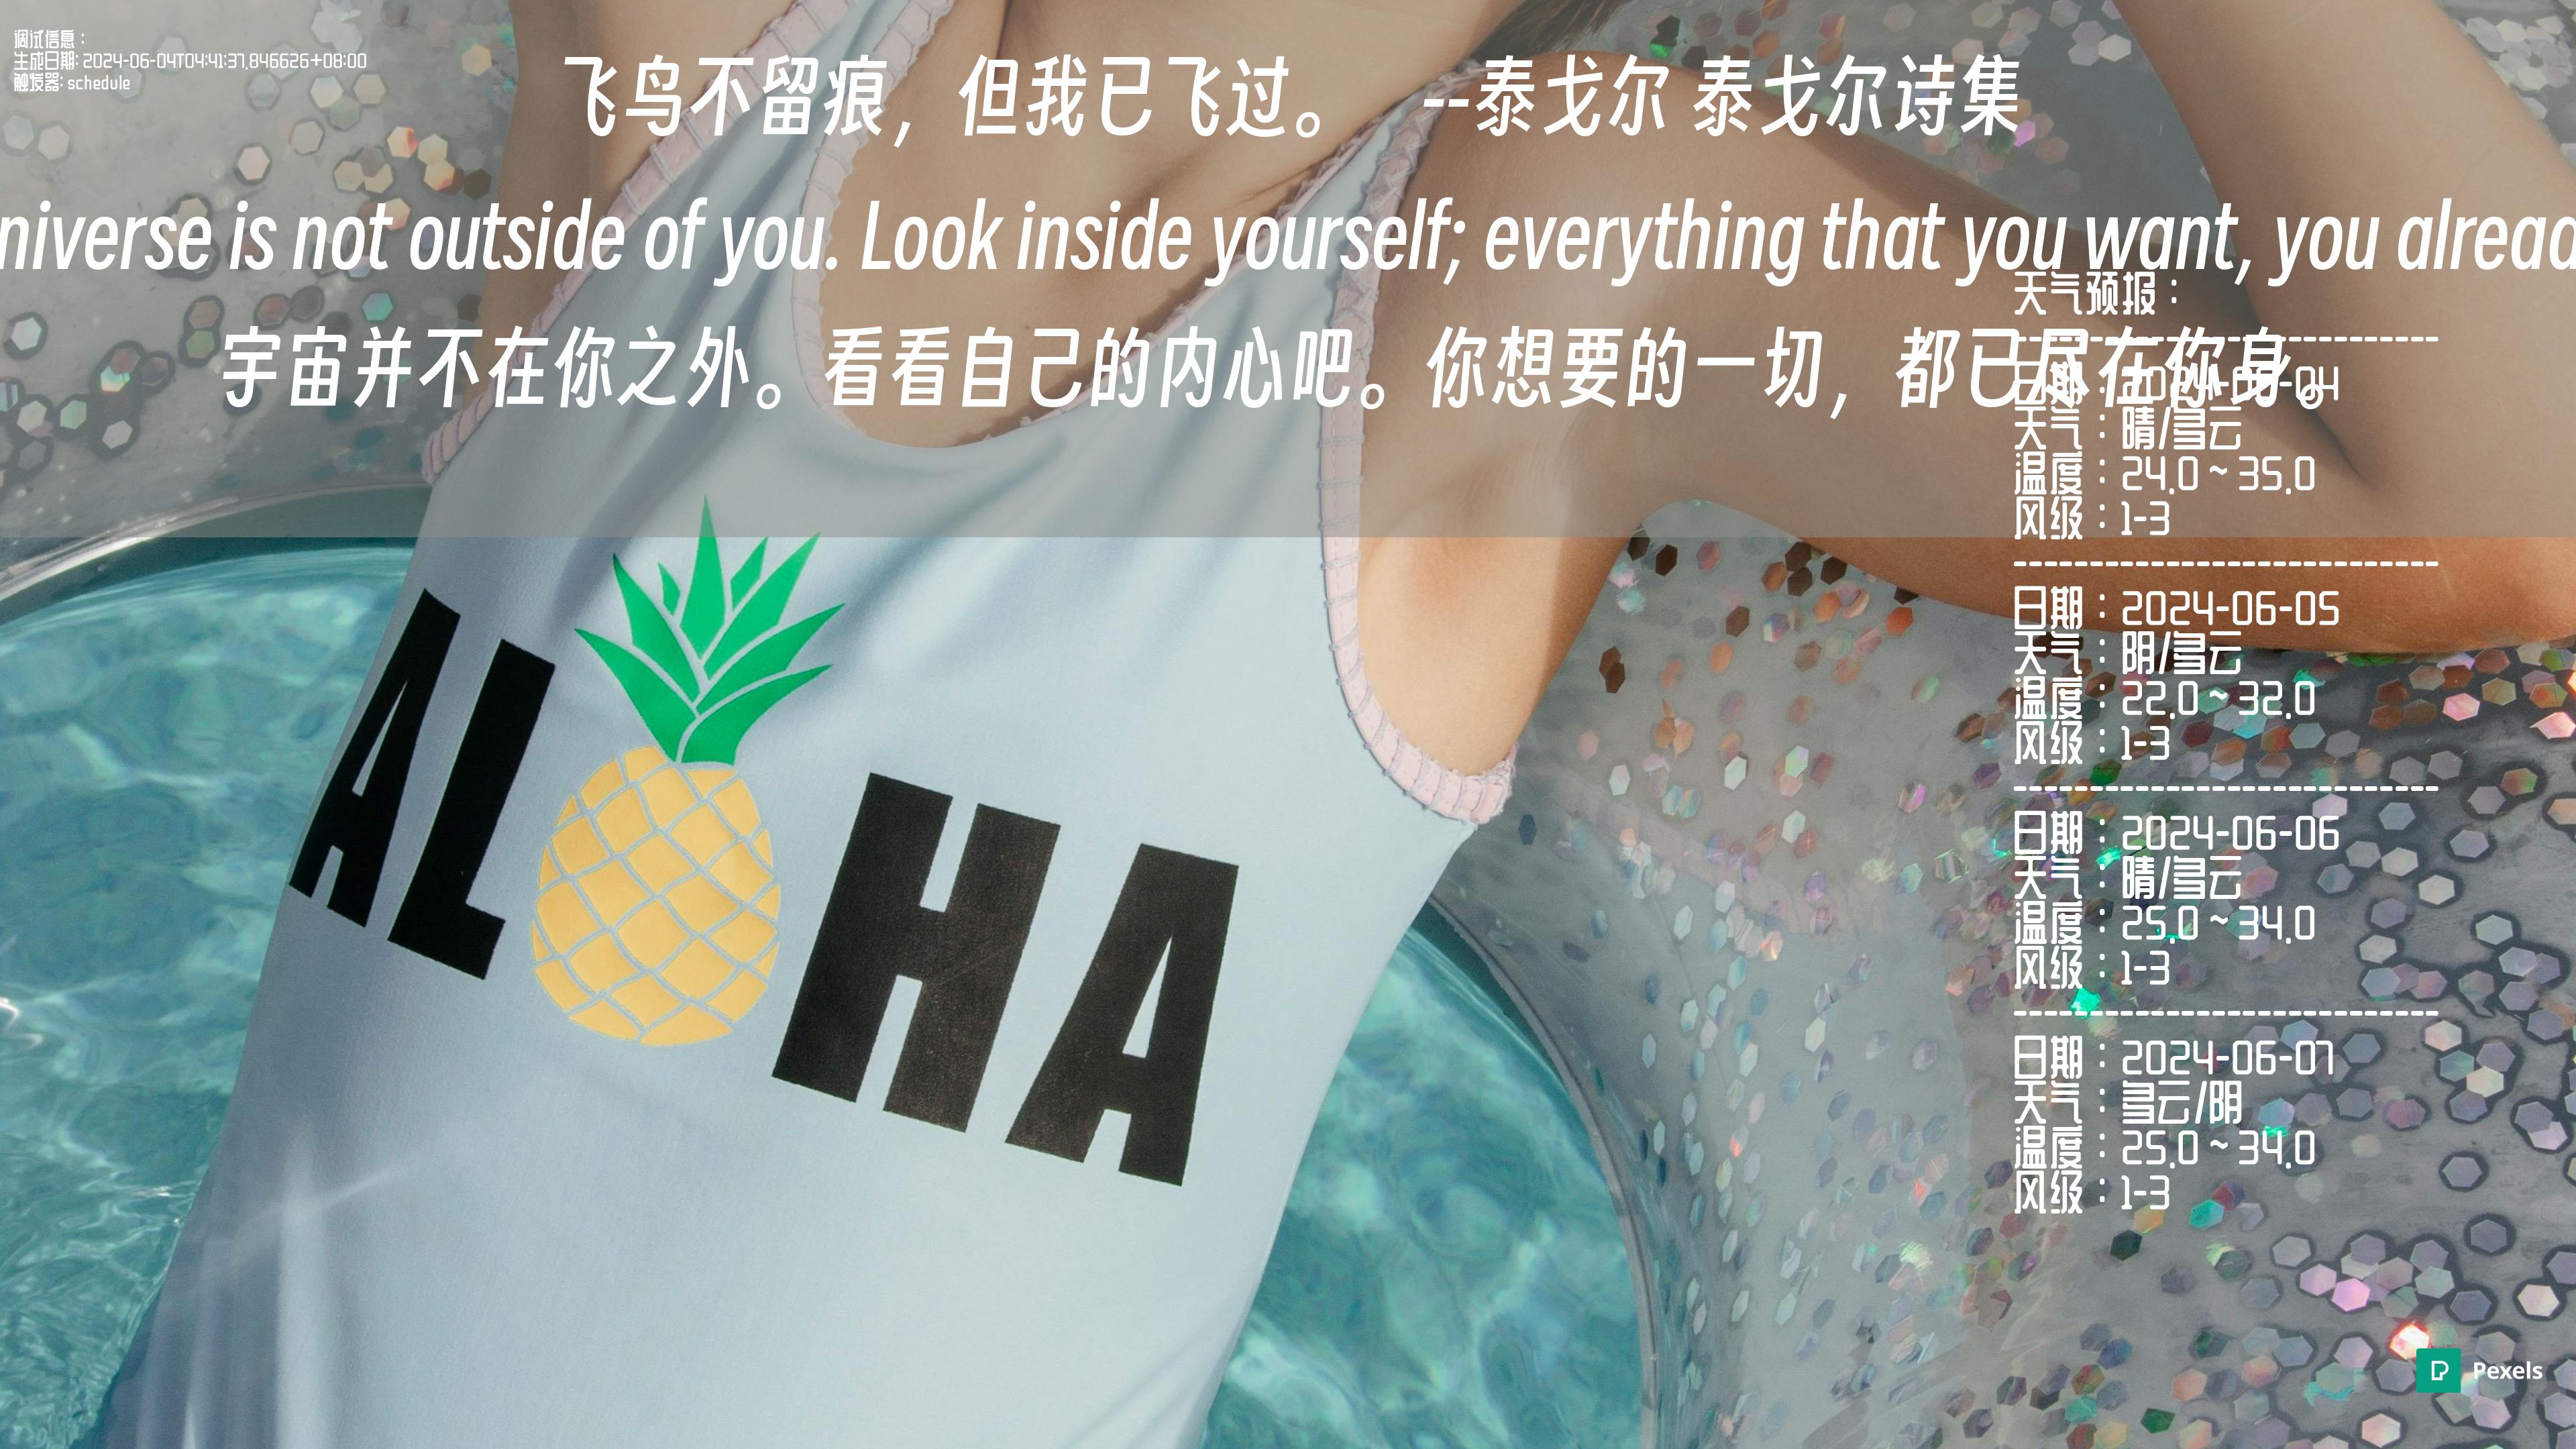 调试信息：
生成日期: 2024-06-04T04:41:37.846626+08:00
触发器: schedule
飞鸟不留痕，但我已飞过。 --泰戈尔 泰戈尔诗集
niverse is not outside of you. Look inside yourself; everything that you want, you alread
宇宙并不在你之外。看看自己的内心吧。你想要的一切，都已尽在你身。
天气预报：
----------------------------
日期：2024-06-04
天气：晴/多云
温度：24.0 ~ 35.0
风级：1-3
----------------------------
日期：2024-06-05
天气：阴/多云
温度：22.0 ~ 32.0
风级：1-3
----------------------------
日期：2024-06-06
天气：晴/多云
温度：25.0 ~ 34.0
风级：1-3
----------------------------
日期：2024-06-07
天气：多云/阴
温度：25.0 ~ 34.0
风级：1-3
ALOHA
Pexels